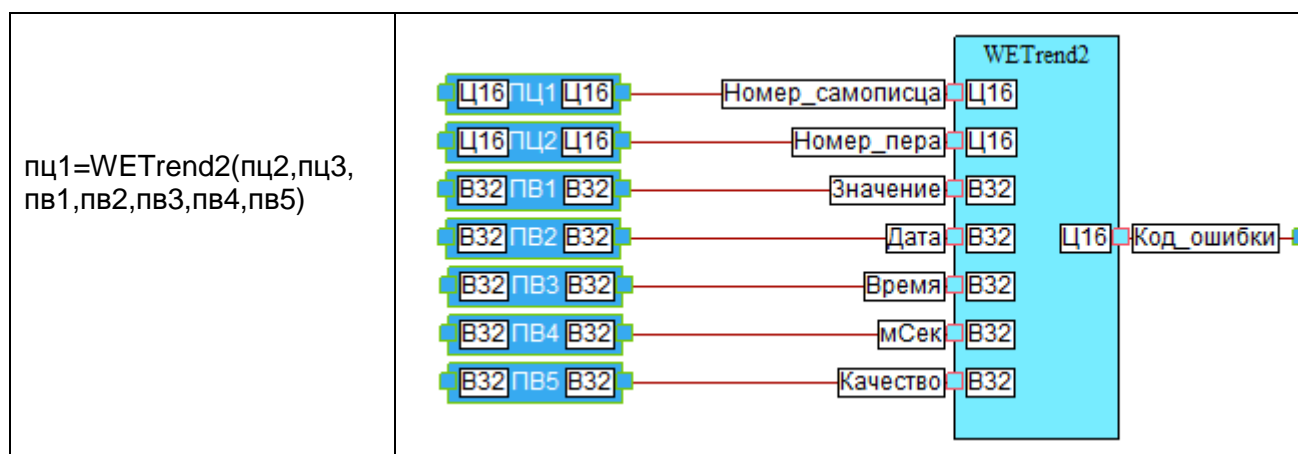 WETrend2
Ц16 ПЦ1 Ц16 Номер_самописца Ц16
Ц16 ПЦ2 Ц16 Номер_пера Ц16
пц1=WETrend2(пц2,пц3,
пв1,пв2,пв3,пв4,пв5)
В32 ПВ1 В32 Значение В32
В32 ПВ2 В32 Дата В32 Ц16 Код_ошибки
В32 ПВ3 В32 Время В32
В32 ПВ4 В32 мСек В32
В32 ПВ5 В32 Качество В32